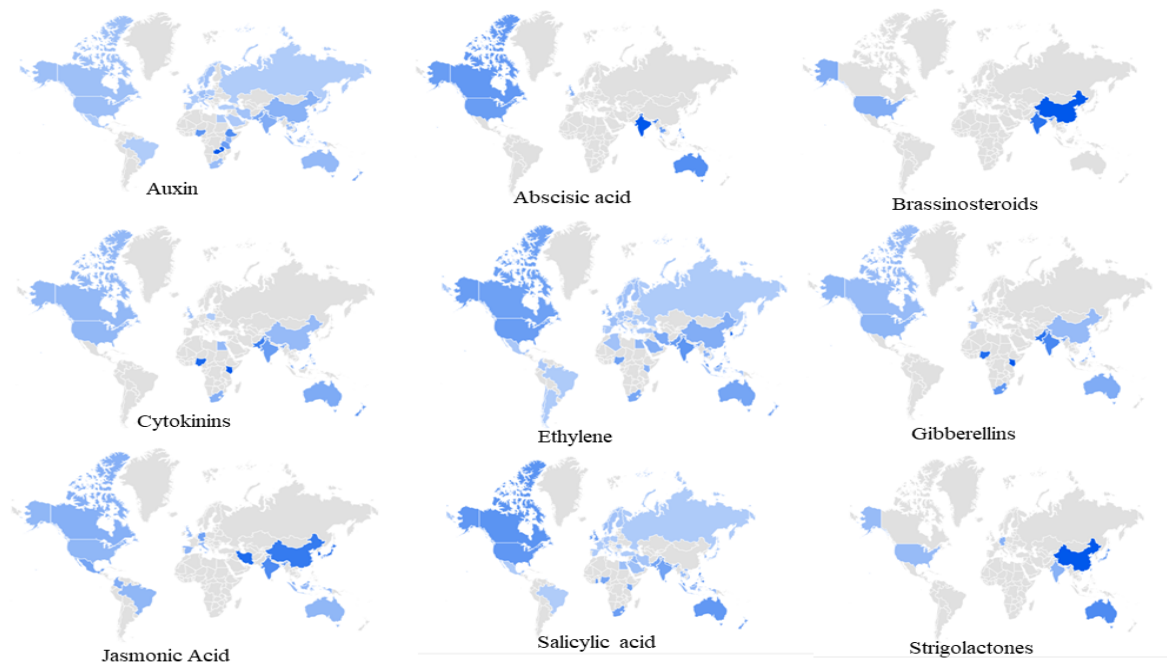 Auxin
Abscisic acid
Brassinosteroids
Cytokinins
Ethylene
Gibberellins
Jasmonic Acid
Salicylic acid
Strigolactones